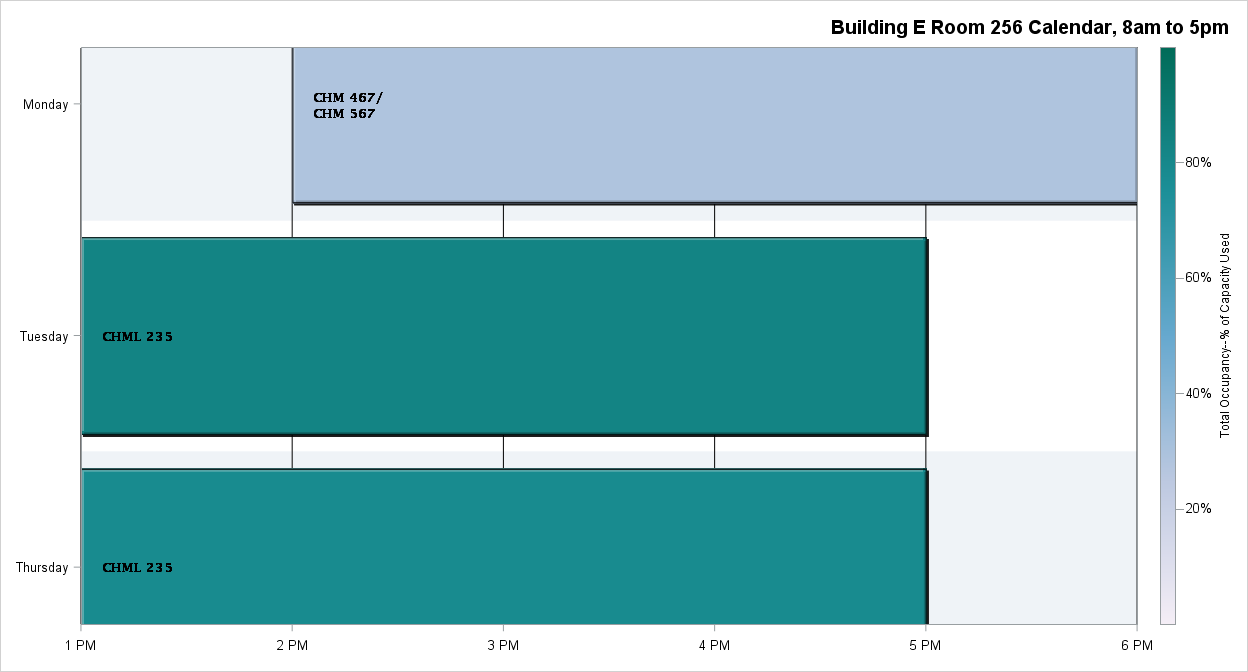 Building E Room 256 Calendar, 8am to 5pm
Monday
CHM 467/
CHM 567
Tuesday
CHML 235
Thursday
CHML 235
1 PM
2 PM
3 PM
4 PM
5 PM
6 PM
80%
60%
40%
20%
Total Occupancy--% of Capacity Used